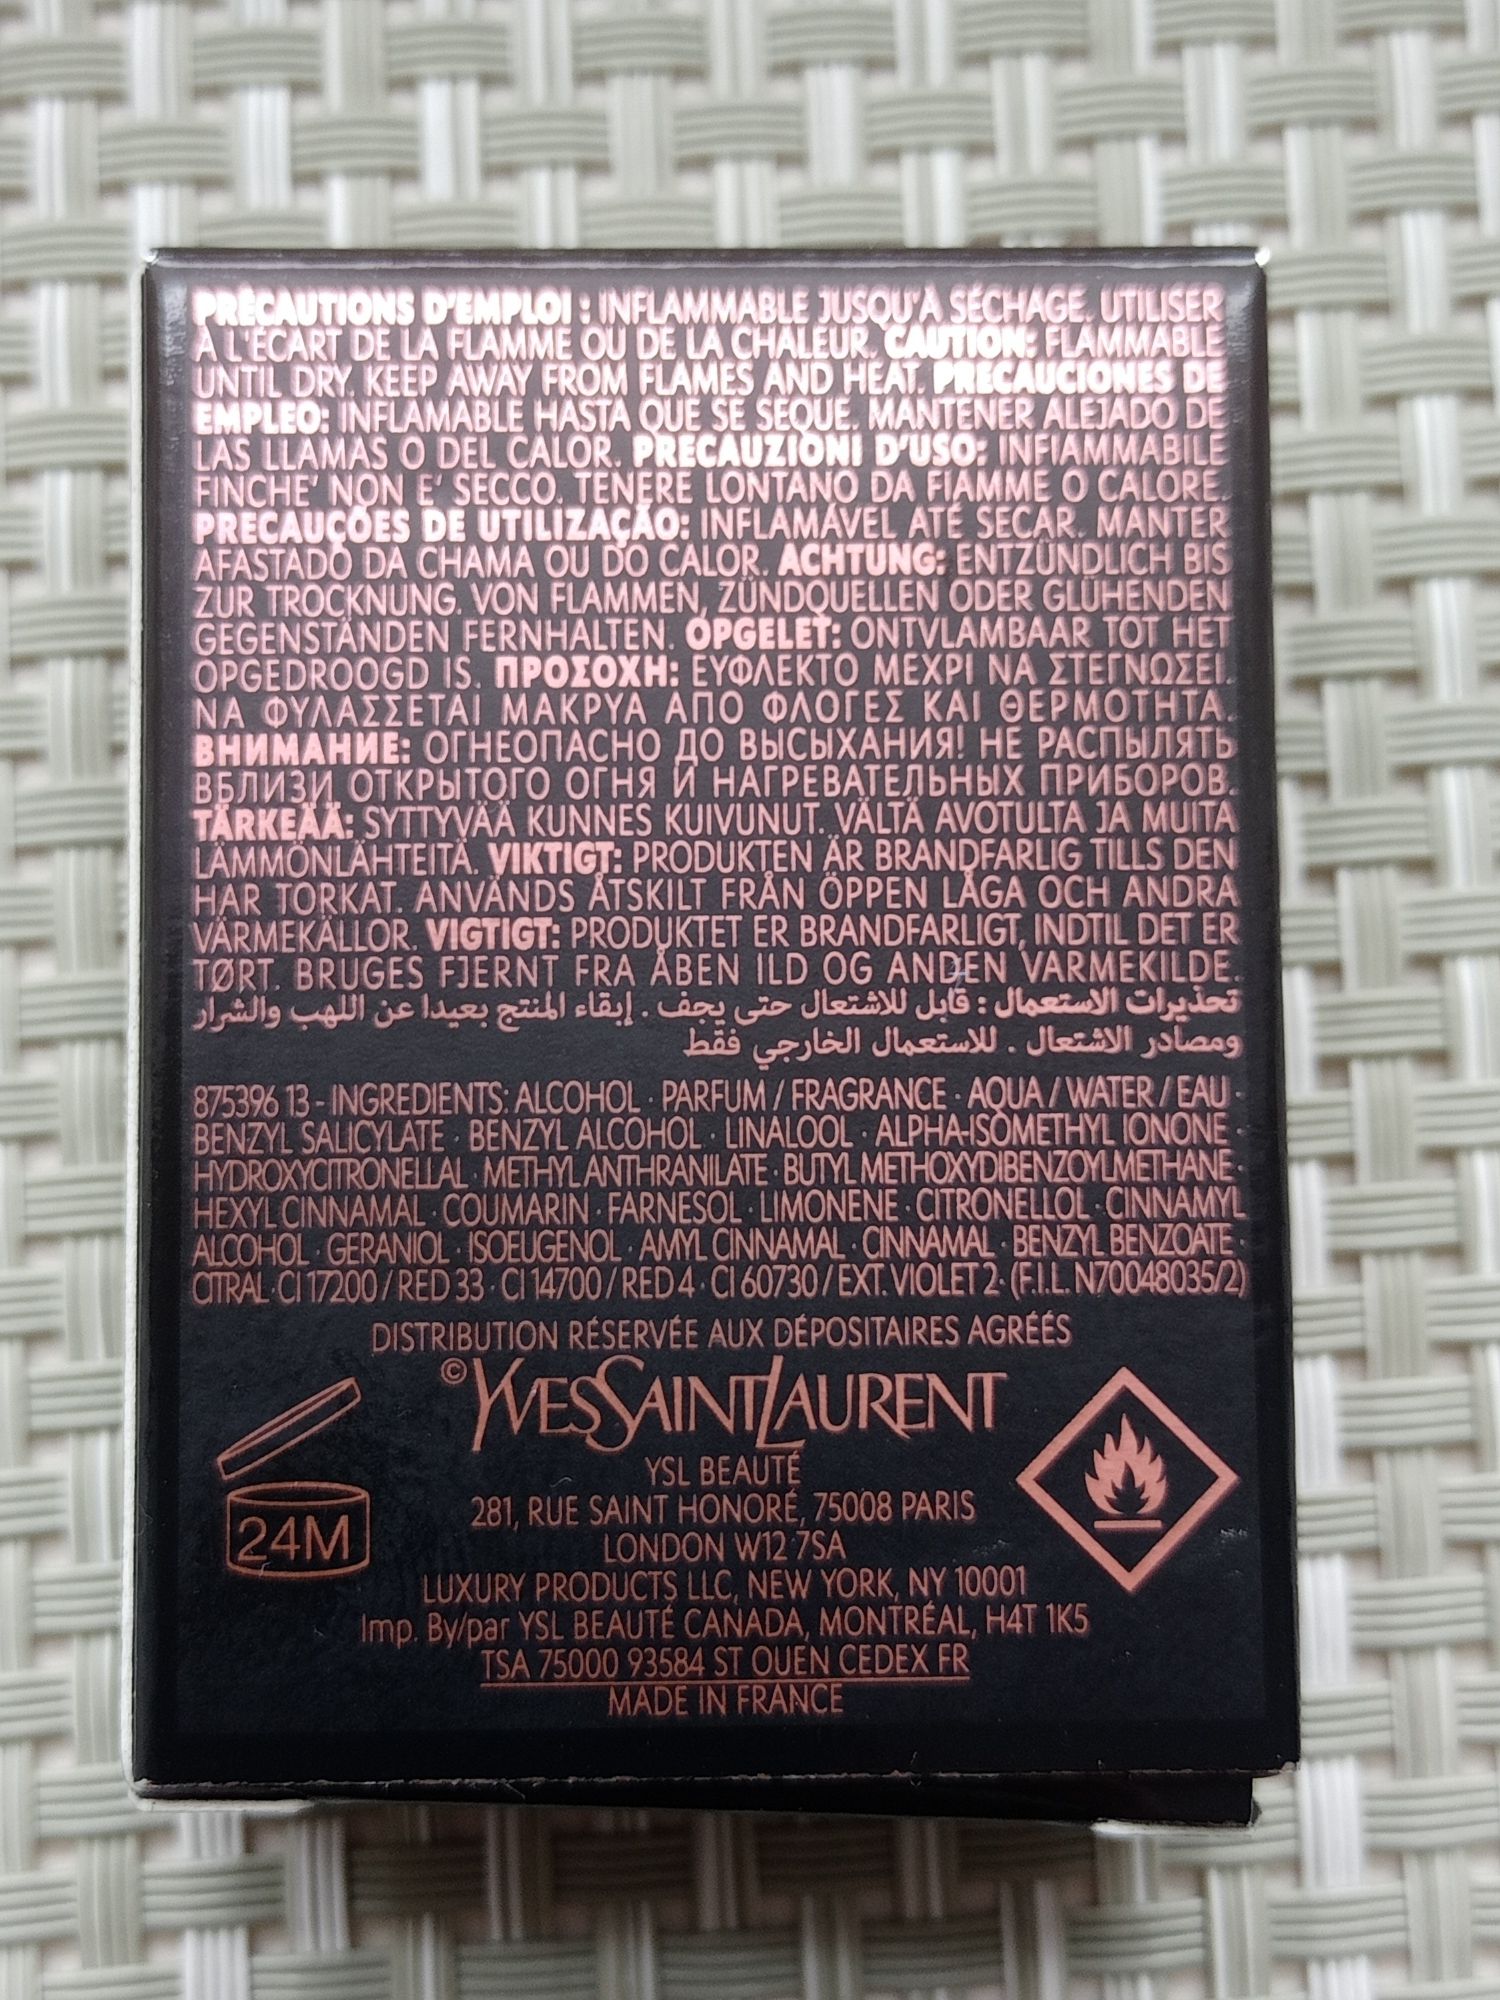 PRÉCAUTIONS D'EMPLOI : INFLAMMABLE JUSQU'À SÉCHAGE. UTILISER
À L'ÉCART DE LA FLAMME OU DE LA CHALEUR. CAUTION: FLAMMABLE
UNTIL DRY. KEEP AWAY FROM FLAMES AND HEAT. PRECAUCIONES DE
EMPLEO: INFLAMABLE HASTA QUE SE SEQUE. MANTENER ALEJADO DE
LAS LLAMAS O DEL CALOR. PRECAUZIONI D'USO: INFIAMMABILE
FINCHE' NON E' SECCO. TENERE LONTANO DA FIAMME O CALORE.
PRECAUÇÕES DE UTILIZAÇÃO: INFLAMÁVEL ATÉ SECAR. MANTER
AFASTADO DA CHAMA OU DO CALOR. ACHTUNG: ENTZÜNDLICH BIS
ZUR TROCKNUNG. VON FLAMMEN, ZÜNDQUELLEN ODER GLÜHENDEN
GEGENSTÄNDEN FERNHALTEN. OPGELET: ONTVLAMBAAR TOT HET
OPGEDROOGD IS. ΠΡΟΣΟΧΗ: ΕΥΦΛΕΚΤΟ ΜΕΧΡΙ ΝΑ ΣΤΕΓΝΩΣΕΙ.
ΝΑ ΦΥΛΑΣΣΕΤΑΙ ΜΑΚΡΥΑ ΑΠΟ ΦΛΟΓΕΣ ΚΑΙ ΘΕΡΜΟΤΗΤΑ.
ВНИМАНИЕ: ОГНЕОПАСНО ДО ВЫСЫХАНИЯ! НЕ РАСПЫЛЯТЬ
ВБЛИЗИ ОТКРЫТОГО ОГНЯ И НАГРЕВАТЕЛЬНЫХ ПРИБОРОВ.
TÄRKEÄÄ: SYTTYVÄÄ KUNNES KUIVUNUT. VÄLTÄ AVOTULTA JA MUITA
LÄMMÖNLÄHTEITÄ. VIKTIGT: PRODUKTEN ÄR BRANDFARLIG TILLS DEN
HAR TORKAT. ANVÄNDS ÅTSKILT FRÅN ÖPPEN LÅGA OCH ANDRA
VÄRMEKÄLLOR. VIGTIGT: PRODUKTET ER BRANDFARLIGT, INDTIL DET ER
TØRT. BRUGES FJERNT FRA ÅBEN ILD OG ANDEN VARMEKILDE.
تحذيرات الاستعمال : قابل للاشتعال حتى يجف . إبقاء المنتج بعيدا عن اللهب والشرار
ومصادر الاشتعال . للاستعمال الخارجي فقط
875396 13 - INGREDIENTS: ALCOHOL · PARFUM / FRAGRANCE · AQUA / WATER / EAU ·
BENZYL SALICYLATE · BENZYL ALCOHOL · LINALOOL · ALPHA-ISOMETHYL IONONE ·
HYDROXYCITRONELLAL · METHYL ANTHRANILATE · BUTYL METHOXYDIBENZOYLMETHANE ·
HEXYL CINNAMAL · COUMARIN · FARNESOL · LIMONENE · CITRONELLOL · CINNAMYL
ALCOHOL · GERANIOL · ISOEUGENOL · AMYL CINNAMAL · CINNAMAL · BENZYL BENZOATE ·
CITRAL · CI 17200 / RED 33 · CI 14700 / RED 4 · CI 60730 / EXT. VIOLET 2 · (F.I.L. N70048035/2)
DISTRIBUTION RÉSERVÉE AUX DÉPOSITAIRES AGRÉÉS
© YVESSAINTLAURENT
YSL BEAUTÉ
281, RUE SAINT HONORÉ, 75008 PARIS
LONDON W12 7SA
24M
LUXURY PRODUCTS LLC, NEW YORK, NY 10001
Imp. By/par YSL BEAUTÉ CANADA, MONTRÉAL, H4T 1K5
TSA 75000 93584 ST OUEN CEDEX FR
MADE IN FRANCE